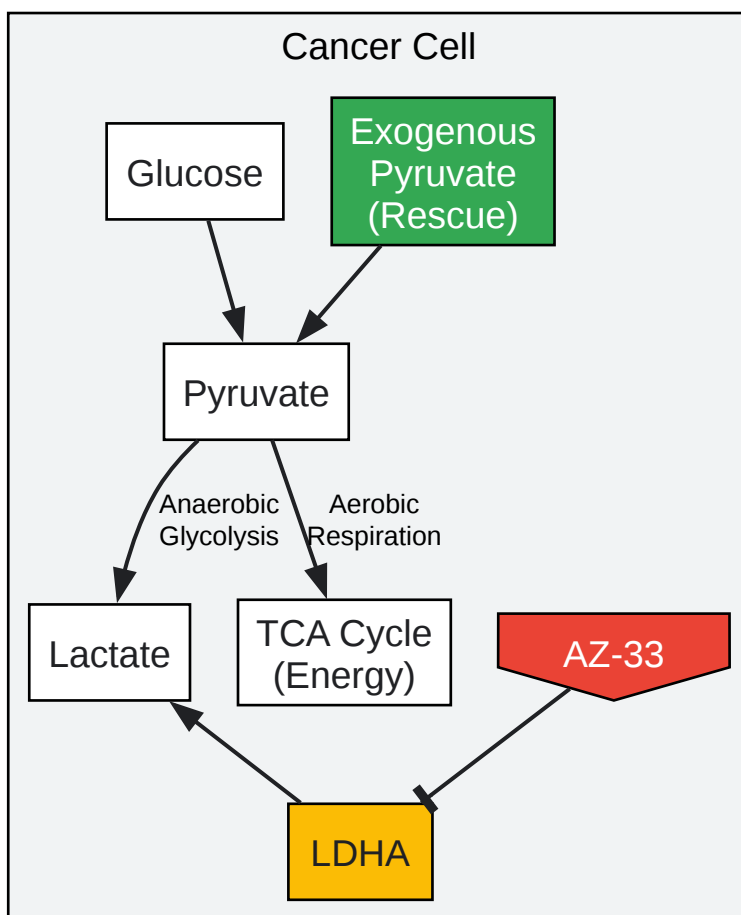 Cancer Cell
Glucose
Exogenous
Pyruvate
(Rescue)
Pyruvate
Anaerobic
Glycolysis
Aerobic
Respiration
Lactate
TCA Cycle
(Energy)
AZ-33
LDHA